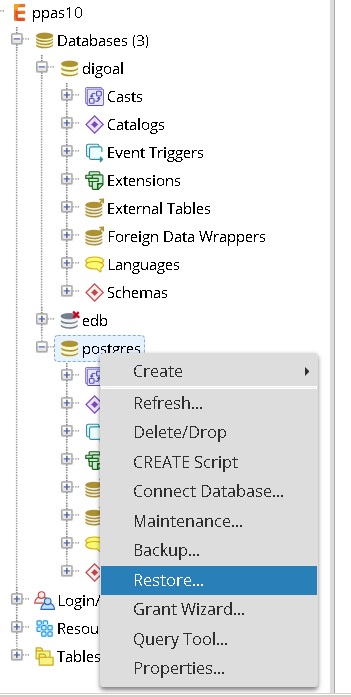 ppas10
Databases (3)
digoal
Casts
Catalogs
Event Triggers
Extensions
External Tables
Foreign Data Wrappers
Languages
Schemas
edb
postgres
Create
Refresh...
Delete/Drop
CREATE Script
Connect Database...
Maintenance...
Backup...
Restore...
Login/
Grant Wizard...
Resou
Query Tool...
Tables
Properties...